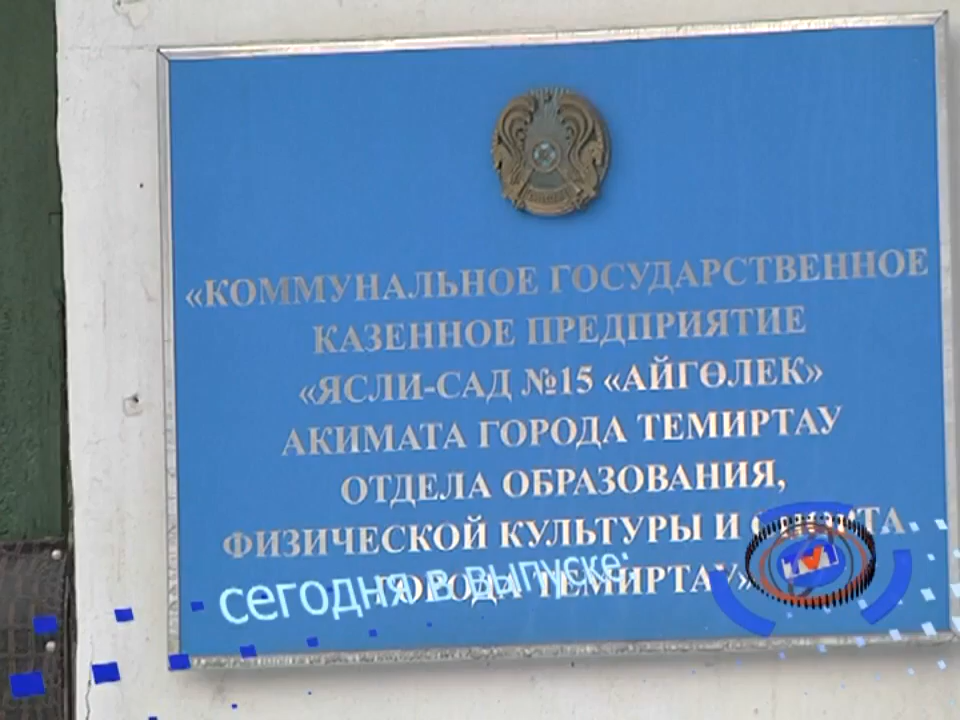 «КОММУНАЛЬНОЕ ГОСУДАРСТВЕННОЕ
КАЗЕННОЕ ПРЕДПРИЯТИЕ
«ЯСЛИ-САД №15 «АЙГӨЛЕК»
АКИМАТА ГОРОДА ТЕМИРТАУ
ОТДЕЛА ОБРАЗОВАНИЯ,
ФИЗИЧЕСКОЙ КУЛЬТУРЫ И СПОРТА
ГОРОДА ТЕМИРТАУ»
сегодня в выпуске: